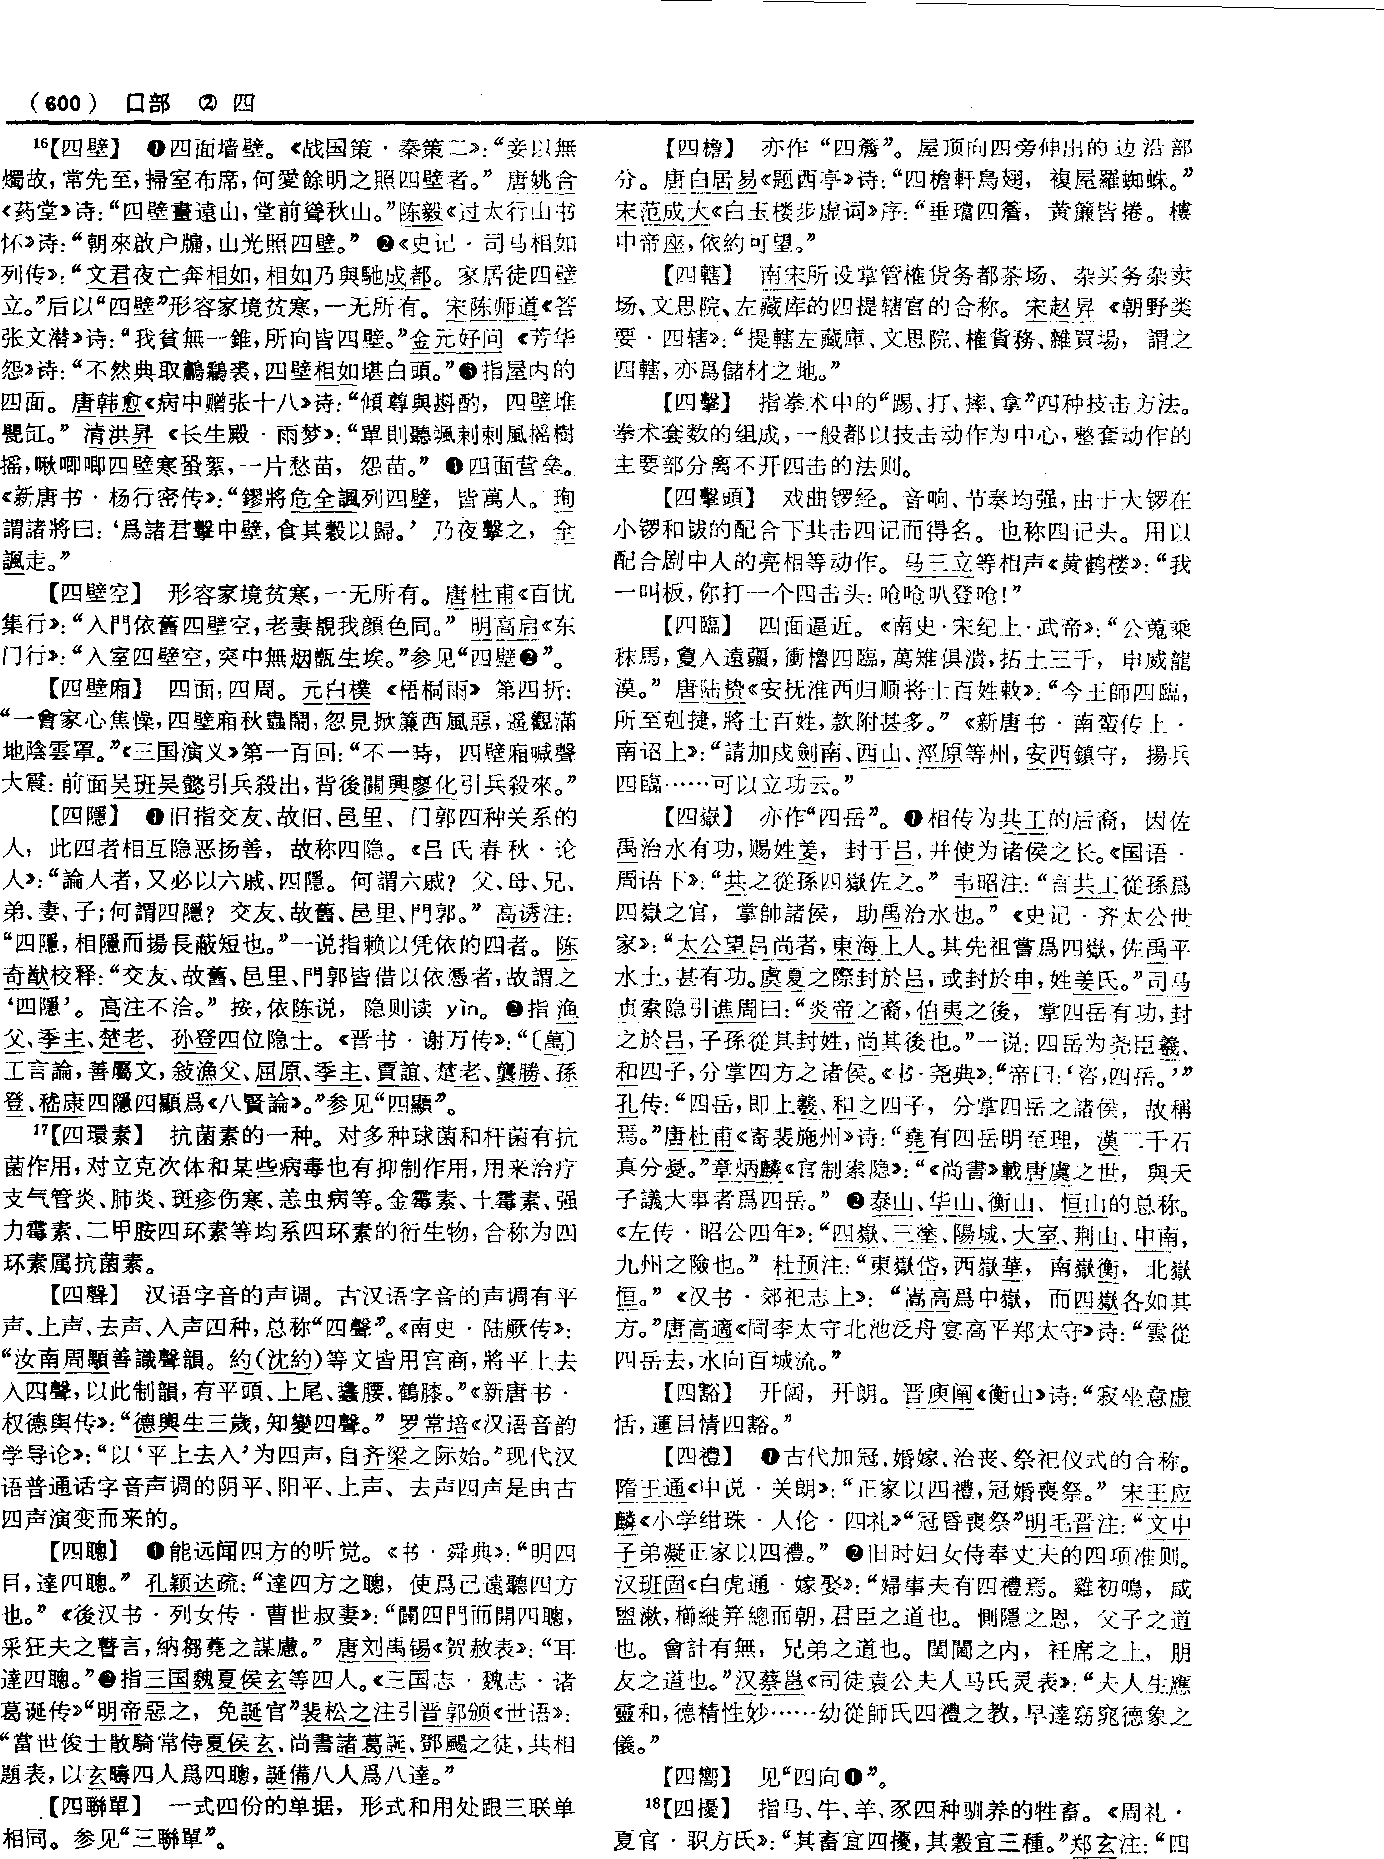 （600） 口部 ② 四
16【四壁】 ❶四面墙壁。《战国策·秦策二》：“妾以無
燭故，常先至，掃室布席，何愛餘明之照四壁者。” 唐姚合
《药堂》诗：“四壁畫遠山，堂前聳秋山。”陈毅《过太行山书
怀》诗：“朝來啟户牖，山光照四壁。” ❷《史记·司马相如
列传》：“文君夜亡奔相如，相如乃與馳成都。家居徒四壁
立。”后以“四壁”形容家境贫寒，一无所有。宋陈师道《答
张文潜》诗：“我貧無一錐，所向皆四壁。”金元好问《芳华
怨》诗：“不然典取鷫鸘裘，四壁相如堪白頭。”❸指屋内的
四面。唐韩愈《病中赠张十八》诗：“傾尊與斟酌，四壁堆
甖缸。” 清洪昇《长生殿·雨梦》：“單則聽颯剌剌風摇樹
摇，啾唧唧四壁寒蛩絮，一片愁苗，怨苗。” ❹四面营垒。
《新唐书·杨行密传》：“鏐將危全諷列四壁，皆萬人。珣
謂諸將曰：‘爲諸君擊中壁，食其穀以歸。’ 乃夜擊之，全
諷走。”
【四壁空】 形容家境贫寒，一无所有。唐杜甫《百忧
集行》：“入門依舊四壁空，老妻覩我顔色同。” 明高启《东
门行》：“入室四壁空，突中無烟甑生埃。”参见“四壁❷”。
【四壁廂】 四面；四周。元白樸《梧桐雨》第四折：
“一會家心焦懆，四壁廂秋蟲鬧，忽見掀簾西風惡，遥觀滿
地陰雲罩。”《三国演义》第一百回：“不一時，四壁廂喊聲
大震：前面吴班吴懿引兵殺出，背後關興廖化引兵殺來。”
【四隱】 ❶旧指交友、故旧、邑里、门郭四种关系的
人，此四者相互隐恶扬善，故称四隐。《吕氏春秋·论
人》：“論人者，又必以六戚、四隱。何謂六戚？父、母、兄、
弟、妻、子；何謂四隱？交友、故舊、邑里、門郭。” 高诱注：
“四隱，相隱而揚長蔽短也。”一说指赖以凭依的四者。陈
奇猷校释：“交友、故舊、邑里、門郭皆借以依憑者，故謂之
‘四隱’。高注不洽。” 按，依陈说，隐则读 yìn。 ❷指渔
父、季主、楚老、孙登四位隐士。《晋书·谢万传》：“〔萬〕
工言論，善屬文，敍漁父、屈原、季主、賈誼、楚老、龔勝、孫
登、嵇康四隱四顯爲《八賢論》。”参见“四顯”。
17【四環素】 抗菌素的一种。对多种球菌和杆菌有抗
菌作用，对立克次体和某些病毒也有抑制作用，用来治疗
支气管炎、肺炎、斑疹伤寒、恙虫病等。金霉素、土霉素、强
力霉素、二甲胺四环素等均系四环素的衍生物，合称为四
环素属抗菌素。
【四聲】 汉语字音的声调。古汉语字音的声调有平
声、上声、去声、入声四种，总称“四聲”。《南史·陆厥传》：
“汝南周顒善識聲韻。約（沈約）等文皆用宫商，將平上去
入四聲，以此制韻，有平頭、上尾、蠭腰、鶴膝。”《新唐书·
权德舆传》：“德輿生三歲，知變四聲。” 罗常培《汉语音韵
学导论》：“以‘平上去入’为四声，自齐梁之际始。”现代汉
语普通话字音声调的阴平、阳平、上声、去声四声是由古
四声演变而来的。
【四聰】 ❶能远闻四方的听觉。《书·舜典》：“明四
目，達四聰。” 孔颖达疏：“達四方之聰，使爲己遠聽四方
也。” 《後汉书·列女传·曹世叔妻》：“闢四門而開四聰，
采狂夫之瞽言，納芻蕘之謀慮。” 唐刘禹锡《贺赦表》：“耳
達四聰。”❷指三国魏夏侯玄等四人。《三国志·魏志·诸
葛诞传》“明帝惡之，免誕官”裴松之注引晋郭颁《世语》：
“當世俊士散騎常侍夏侯玄、尚書諸葛誕、鄧颺之徒，共相
題表，以玄疇四人爲四聰，誕備八人爲八達。”
【四聯單】 一式四份的单据，形式和用处跟三联单
相同。参见“三聯單”。
【四檐】 亦作“四簷”。屋顶向四旁伸出的边沿部
分。唐白居易《题西亭》诗：“四檐軒鳥翅，複屋羅蜘蛛。”
宋范成大《白玉楼步虚词》序：“垂璫四簷，黄簾皆捲。樓
中帝座，依約可望。”
【四轄】 南宋所设掌管榷货务都茶场、杂买务杂卖
场、文思院、左藏库的四提辖官的合称。宋赵昇《朝野类
要·四辖》：“提轄左藏庫、文思院、榷貨務、雜買場，謂之
四轄，亦爲儲材之地。”
【四擊】 指拳术中的“踢、打、摔、拿”四种技击方法。
拳术套数的组成，一般都以技击动作为中心，整套动作的
主要部分离不开四击的法则。
【四擊頭】 戏曲锣经。音响、节奏均强，由于大锣在
小锣和钹的配合下共击四记而得名。也称四记头。用以
配合剧中人的亮相等动作。马三立等相声《黄鹤楼》：“我
一叫板，你打一个四击头：呛呛叭登呛！”
【四臨】 四面逼近。《南史·宋纪上·武帝》：“公蒐乘
秣馬，敻入遠疆，衝櫓四臨，萬雉俱潰，拓土三千，申威龍
漠。” 唐陆贽《安抚淮西归顺将士百姓敕》：“今王師四臨，
所至剋捷，將士百姓，款附甚多。” 《新唐书·南蛮传上·
南诏上》：“請加戍劍南、西山、涇原等州，安西鎮守，揚兵
四臨……可以立功云。”
【四嶽】 亦作“四岳”。❶相传为共工的后裔，因佐
禹治水有功，赐姓姜，封于吕，并使为诸侯之长。《国语·
周语下》：“共之從孫四嶽佐之。” 韦昭注：“言共工從孫爲
四嶽之官，掌帥諸侯，助禹治水也。” 《史记·齐太公世
家》：“太公望吕尚者，東海上人。其先祖嘗爲四嶽，佐禹平
水土，甚有功。虞夏之際封於吕，或封於申，姓姜氏。”司马
贞索隐引谯周曰：“炎帝之裔，伯夷之後，掌四岳有功，封
之於吕，子孫從其封姓，尚其後也。”一说：四岳为尧臣羲、
和四子，分掌四方之诸侯。《书·尧典》：“帝曰：‘咨，四岳。’”
孔传：“四岳，即上羲、和之四子，分掌四岳之諸侯，故稱
焉。”唐杜甫《寄裴施州》诗：“堯有四岳明至理，漢二千石
真分憂。”章炳麟《官制索隐》：“《尚書》載唐虞之世，與天
子議大事者爲四岳。” ❷泰山、华山、衡山、恒山的总称。
《左传·昭公四年》：“四嶽、三塗、陽城、大室、荆山、中南，
九州之險也。” 杜预注：“東嶽岱，西嶽華，南嶽衡，北嶽
恒。” 《汉书·郊祀志上》：“嵩高爲中嶽，而四嶽各如其
方。”唐高適《同李太守北池泛舟宴高平郑太守》诗：“雲從
四岳去，水向百城流。”
【四豁】 开阔，开朗。晋庾阐《衡山》诗：“寂坐意虚
恬，運目情四豁。”
【四禮】 ❶古代加冠、婚嫁、治丧、祭祀仪式的合称。
隋王通《中说·关朗》：“正家以四禮，冠婚喪祭。” 宋王应
麟《小学绀珠·人伦·四礼》“冠昏喪祭”明毛晋注：“文中
子弟凝正家以四禮。” ❷旧时妇女侍奉丈夫的四项准则。
汉班固《白虎通·嫁娶》：“婦事夫有四禮焉。雞初鳴，咸
盥漱，櫛縰笄總而朝，君臣之道也。惻隱之恩，父子之道
也。會計有無，兄弟之道也。閨閫之内，衽席之上，朋
友之道也。”汉蔡邕《司徒袁公夫人马氏灵表》：“夫人生應
靈和，德精性妙……幼從師氏四禮之教，早達窈窕德象之
儀。”
【四嚮】 见“四向❶”。
18【四擾】 指马、牛、羊、豕四种驯养的牲畜。《周礼·
夏官·职方氏》：“其畜宜四擾，其穀宜三種。”郑玄注：“四